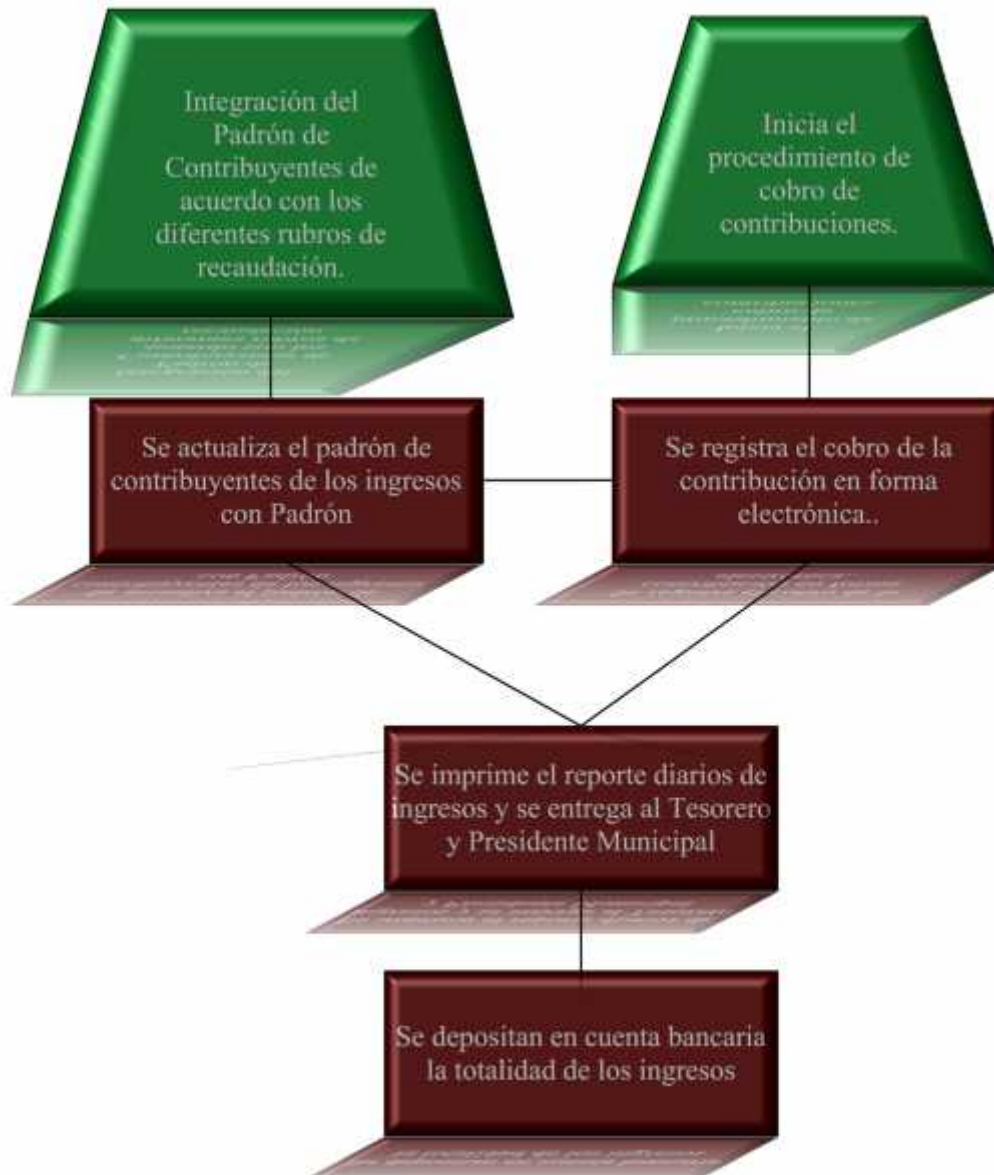 Integración del
Padrón de
Contribuyentes de
acuerdo con los
diferentes rubros de
recaudación.
Inicia el
procedimiento de
cobro de
contribuciones.
Se actualiza el padrón de
contribuyentes de los ingresos
con Padrón
Se registra el cobro de la
contribución en forma
electrónica..
Se imprime el reporte diarios de
ingresos y se entrega al Tesorero
y Presidente Municipal
Se depositan en cuenta bancaria
la totalidad de los ingresos